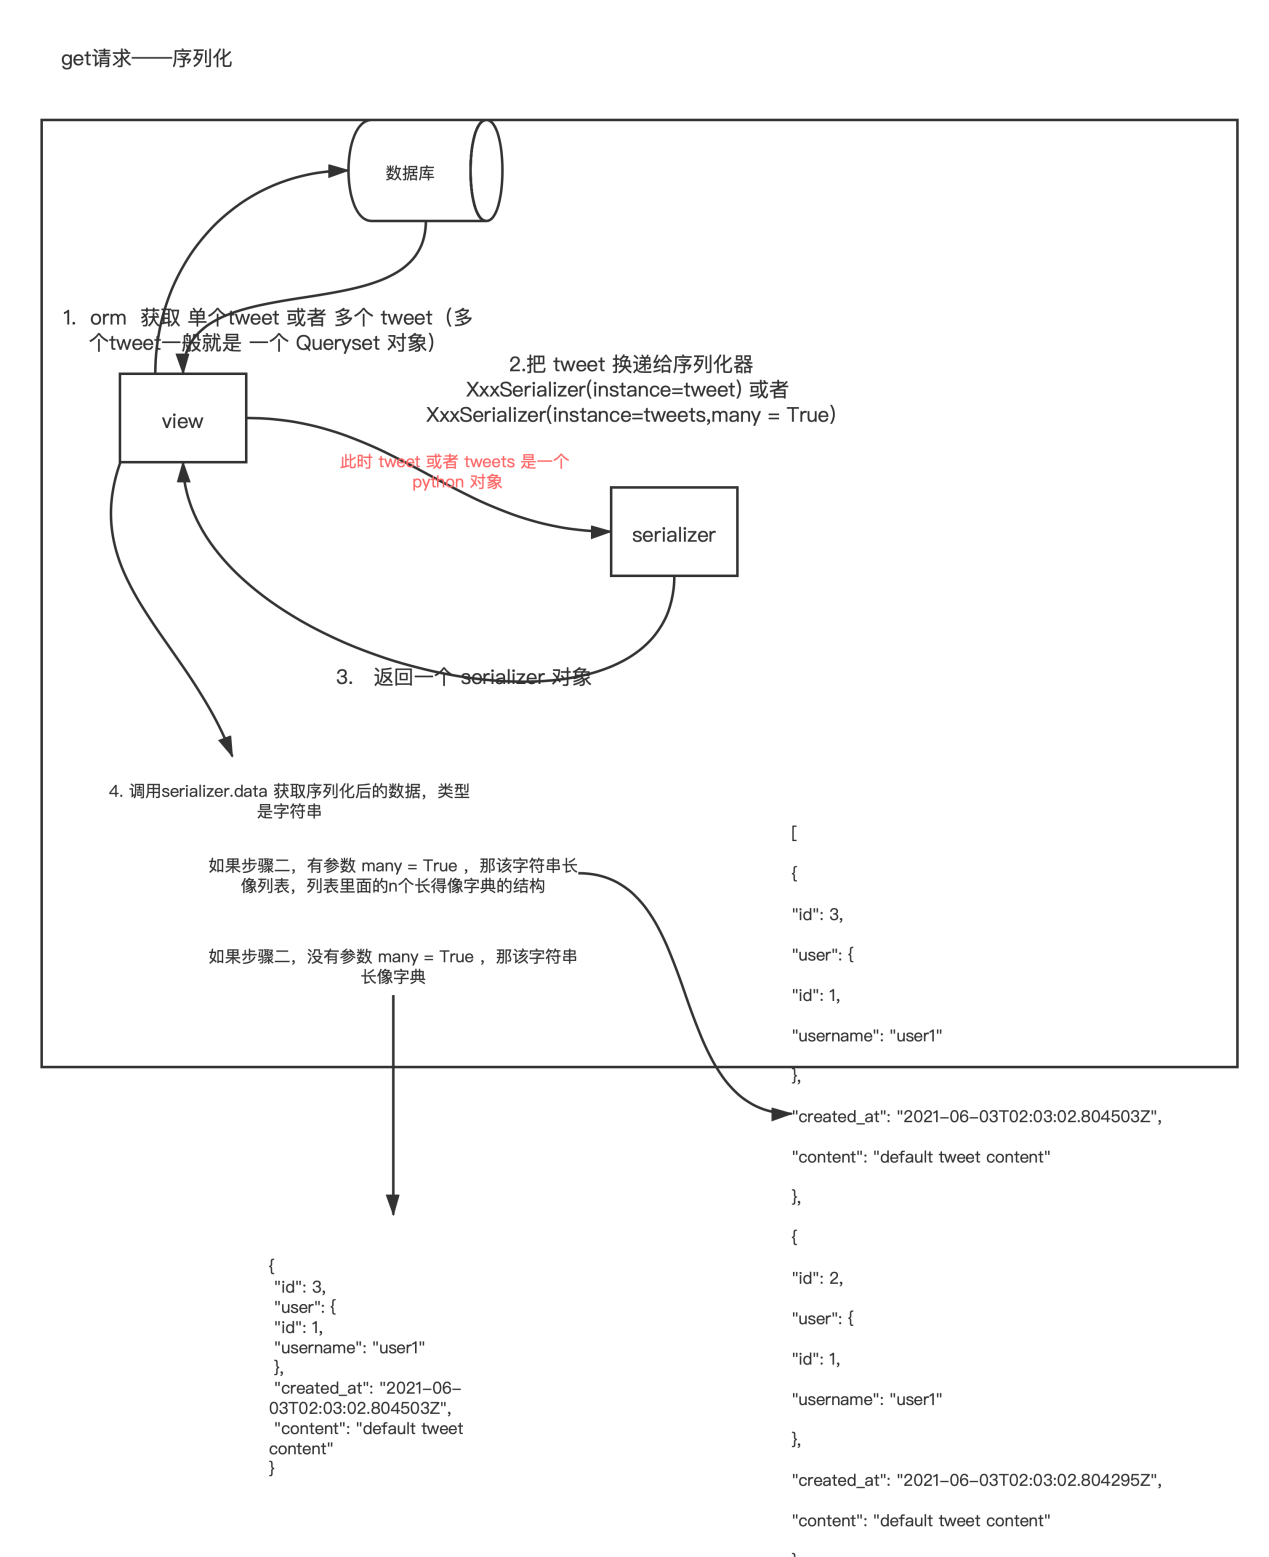 get请求——序列化
数据库
1. orm 获取 单个tweet 或者 多个 tweet（多
个tweet一般就是 一个 Queryset 对象）
2.把 tweet 换递给序列化器
XxxSerializer(instance=tweet) 或者
XxxSerializer(instance=tweets,many = True)
view
此时 tweet 或者 tweets 是一个
python 对象
serializer
3. 返回一个 serializer 对象
4. 调用serializer.data 获取序列化后的数据，类型
是字符串
如果步骤二，有参数 many = True ，那该字符串长
像列表，列表里面的n个长得像字典的结构
如果步骤二，没有参数 many = True ，那该字符串
长像字典
[
{
"id": 3,
"user": {
"id": 1,
"username": "user1"
},
"created_at": "2021-06-03T02:03:02.804503Z",
"content": "default tweet content"
},
{
"id": 2,
"user": {
"id": 1,
"username": "user1"
},
"created_at": "2021-06-03T02:03:02.804295Z",
"content": "default tweet content"
{
"id": 3,
"user": {
"id": 1,
"username": "user1"
},
"created_at": "2021-06-
03T02:03:02.804503Z",
"content": "default tweet
content"
}